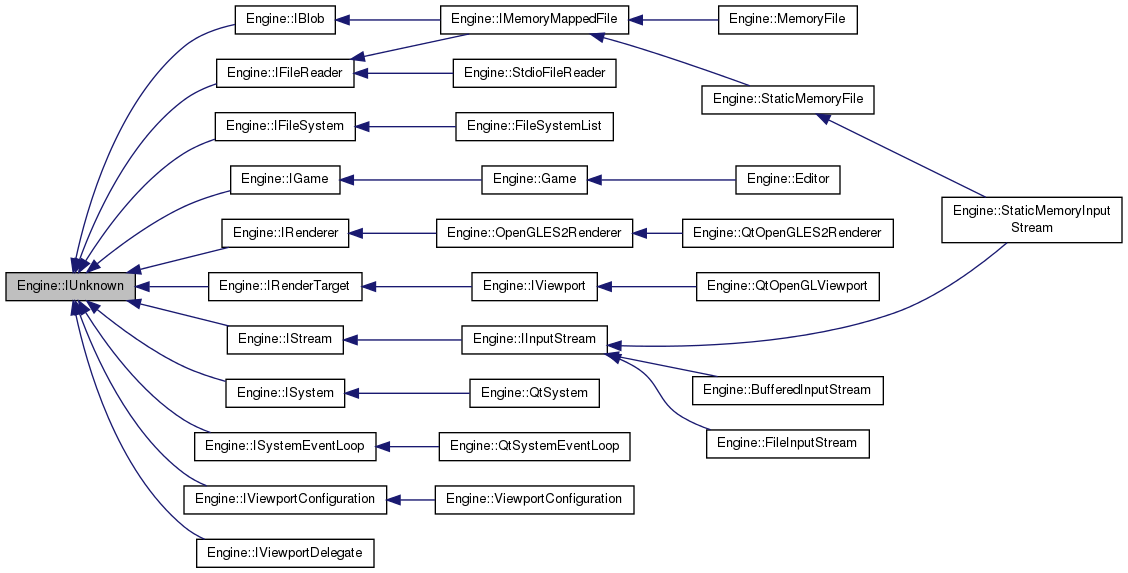 Engine::IBlob
Engine::IMemoryMappedFile
Engine::MemoryFile
Engine::IFileReader
Engine::StdioFileReader
Engine::StaticMemoryFile
Engine::IFileSystem
Engine::FileSystemList
Engine::IGame
Engine::Game
Engine::Editor
Engine::StaticMemoryInput
Stream
Engine::IRenderer
Engine::OpenGLES2Renderer
Engine::QtOpenGLES2Renderer
Engine::IUnknown
Engine::IRenderTarget
Engine::IViewport
Engine::QtOpenGLViewport
Engine::IStream
Engine::IInputStream
Engine::ISystem
Engine::QtSystem
Engine::BufferedInputStream
Engine::ISystemEventLoop
Engine::QtSystemEventLoop
Engine::FileInputStream
Engine::IViewportConfiguration
Engine::ViewportConfiguration
Engine::IViewportDelegate